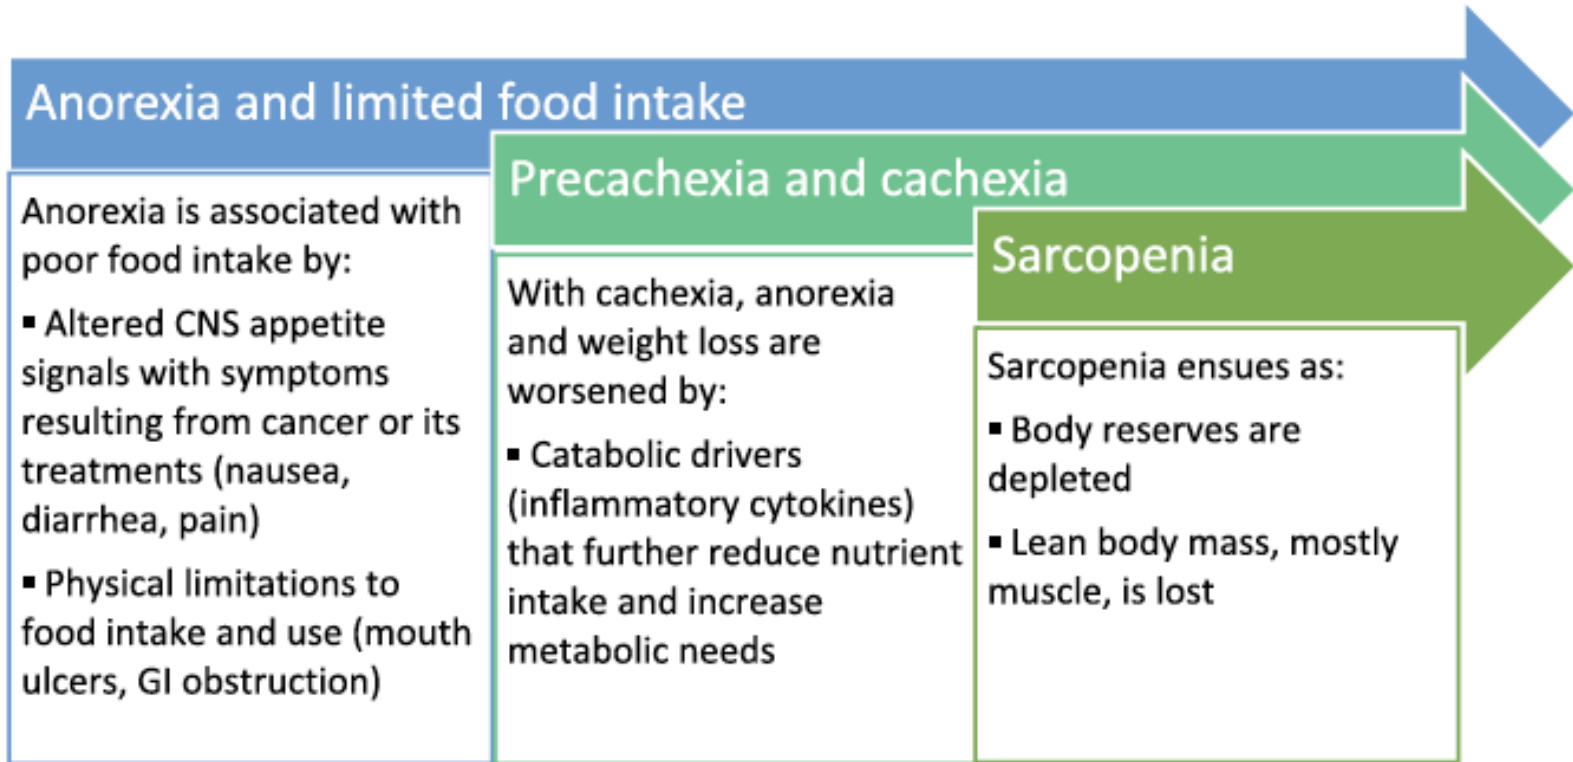 Anorexia and limited food intake
Anorexia is associated with
poor food intake by:
▪ Altered CNS appetite
signals with symptoms
resulting from cancer or its
treatments (nausea,
diarrhea, pain)
▪ Physical limitations to
food intake and use (mouth
ulcers, GI obstruction)
Precachexia and cachexia
With cachexia, anorexia
and weight loss are
worsened by:
▪ Catabolic drivers
(inflammatory cytokines)
that further reduce nutrient
intake and increase
metabolic needs
Sarcopenia
Sarcopenia ensues as:
▪ Body reserves are
depleted
▪ Lean body mass, mostly
muscle, is lost